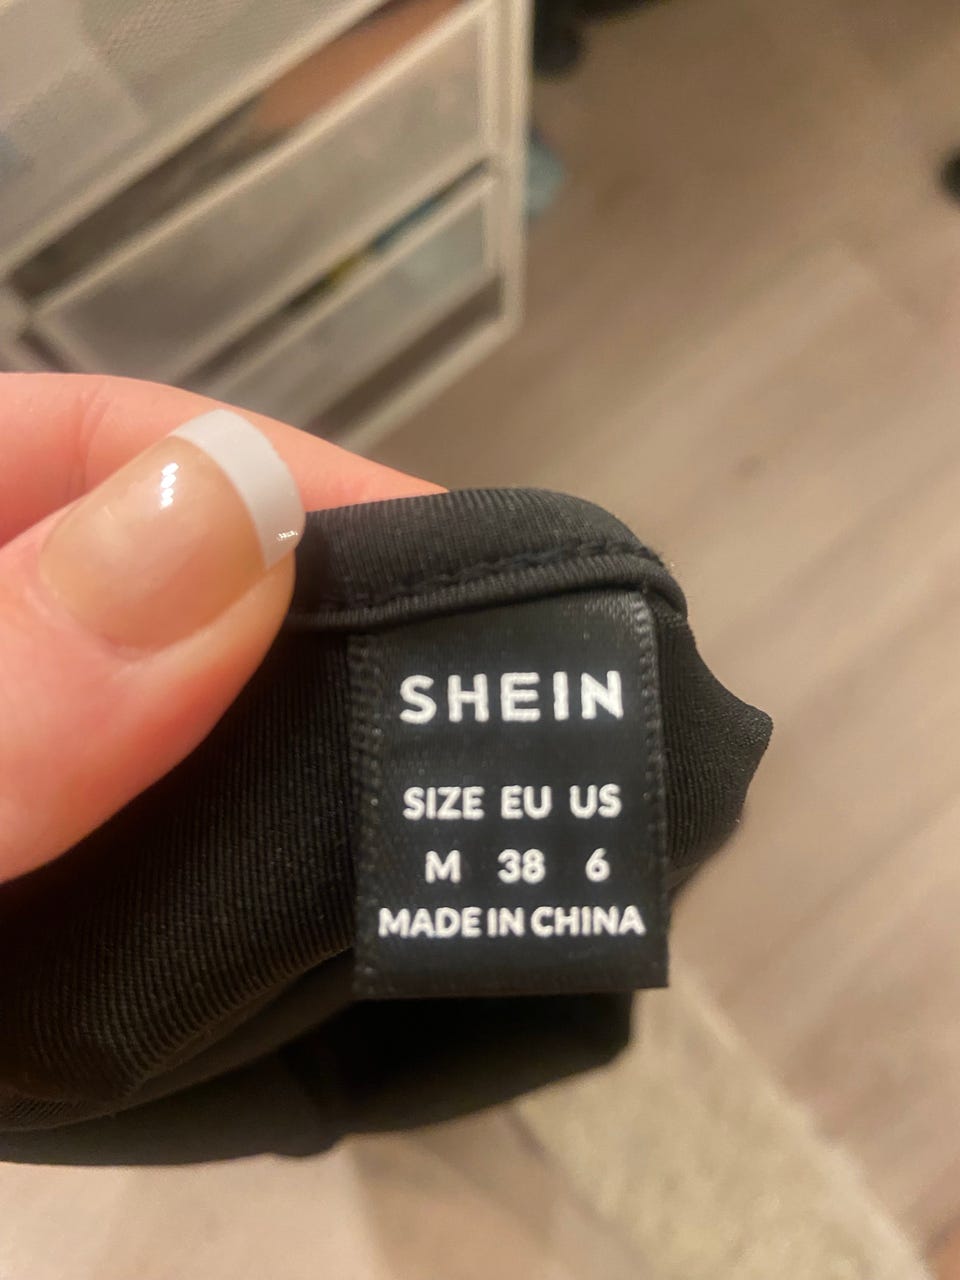 SHEIN
SIZE EU US
M 38 6
MADE IN CHINA